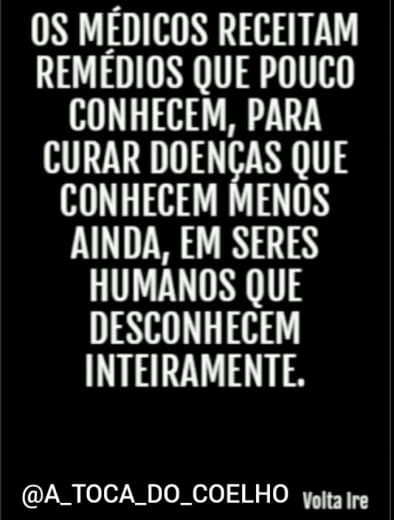 OS MÉDICOS RECEITAM
REMÉDIOS QUE POUCO
CONHECEM, PARA
CURAR DOENÇAS QUE
CONHECEM MENOS
AINDA, EM SERES
HUMANOS QUE
DESCONHECEM
INTEIRAMENTE.
@A_TOCA_DO_COELHO Volta Ire